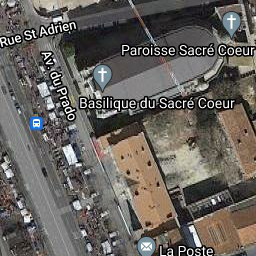 Rue St Adrien
Paroisse Sacré Coeur
Av. du Prado
Basilique du Sacré Coeur
La Poste